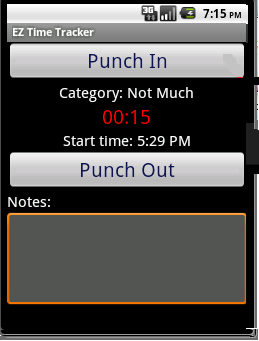 3G 7:15 PM
EZ Time Tracker
Punch In
Category: Not Much
00:15
Start time: 5:29 PM
Punch Out
Notes: